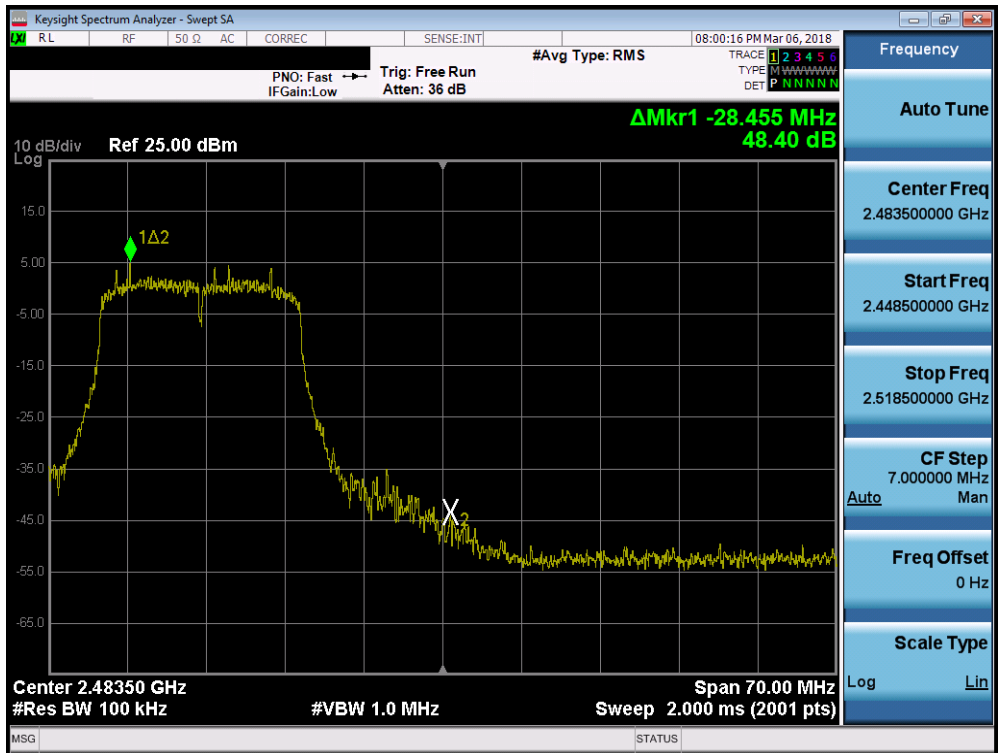 Keysight Spectrum Analyzer - Swept SA
LXI RL RF 50 Ω AC CORREC SENSE:INT 08:00:16 PM Mar 06, 2018
#Avg Type: RMS
TRACE 1 2 3 4 5 6
PNO: Fast Trig: Free Run
TYPE M WWWWW
IFGain:Low Atten: 36 dB
DET P N N N N N
ΔMkr1 -28.455 MHz
48.40 dB
10 dB/div Ref 25.00 dBm
Log
15.0
1Δ2
5.00
-5.00
-15.0
-25.0
-35.0
-45.0
X2
-55.0
-65.0
Center 2.48350 GHz Span 70.00 MHz
#Res BW 100 kHz #VBW 1.0 MHz Sweep 2.000 ms (2001 pts)
MSG STATUS
Frequency
Auto Tune
Center Freq
2.483500000 GHz
Start Freq
2.448500000 GHz
Stop Freq
2.518500000 GHz
CF Step
7.000000 MHz
Auto Man
Freq Offset
0 Hz
Scale Type
Log Lin